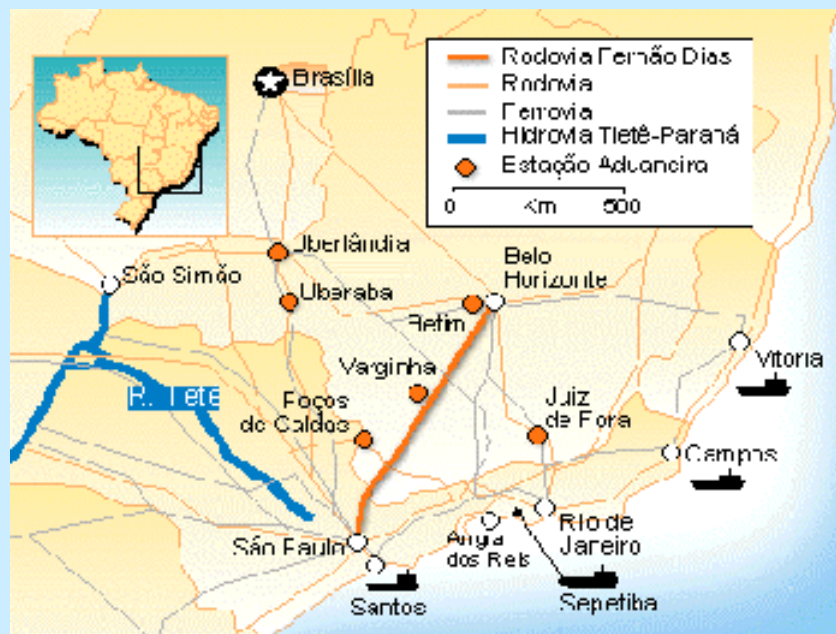 Brasília
Rodovia Fernão Dias
Rodovia
Ferrovia
Hidrovia Tietê-Paraná
Estação Aduaneira
0 Km 500
Uberlândia
São Simão
Uberaba
Belo
Horizonte
Betim
Varginha
Vitoria
R. Tietê
Poços
de Caldas
Juiz
de Fora
Campos
São Paulo
Angra
dos Reis
Rio de
Janeiro
Santos
Sepetiba